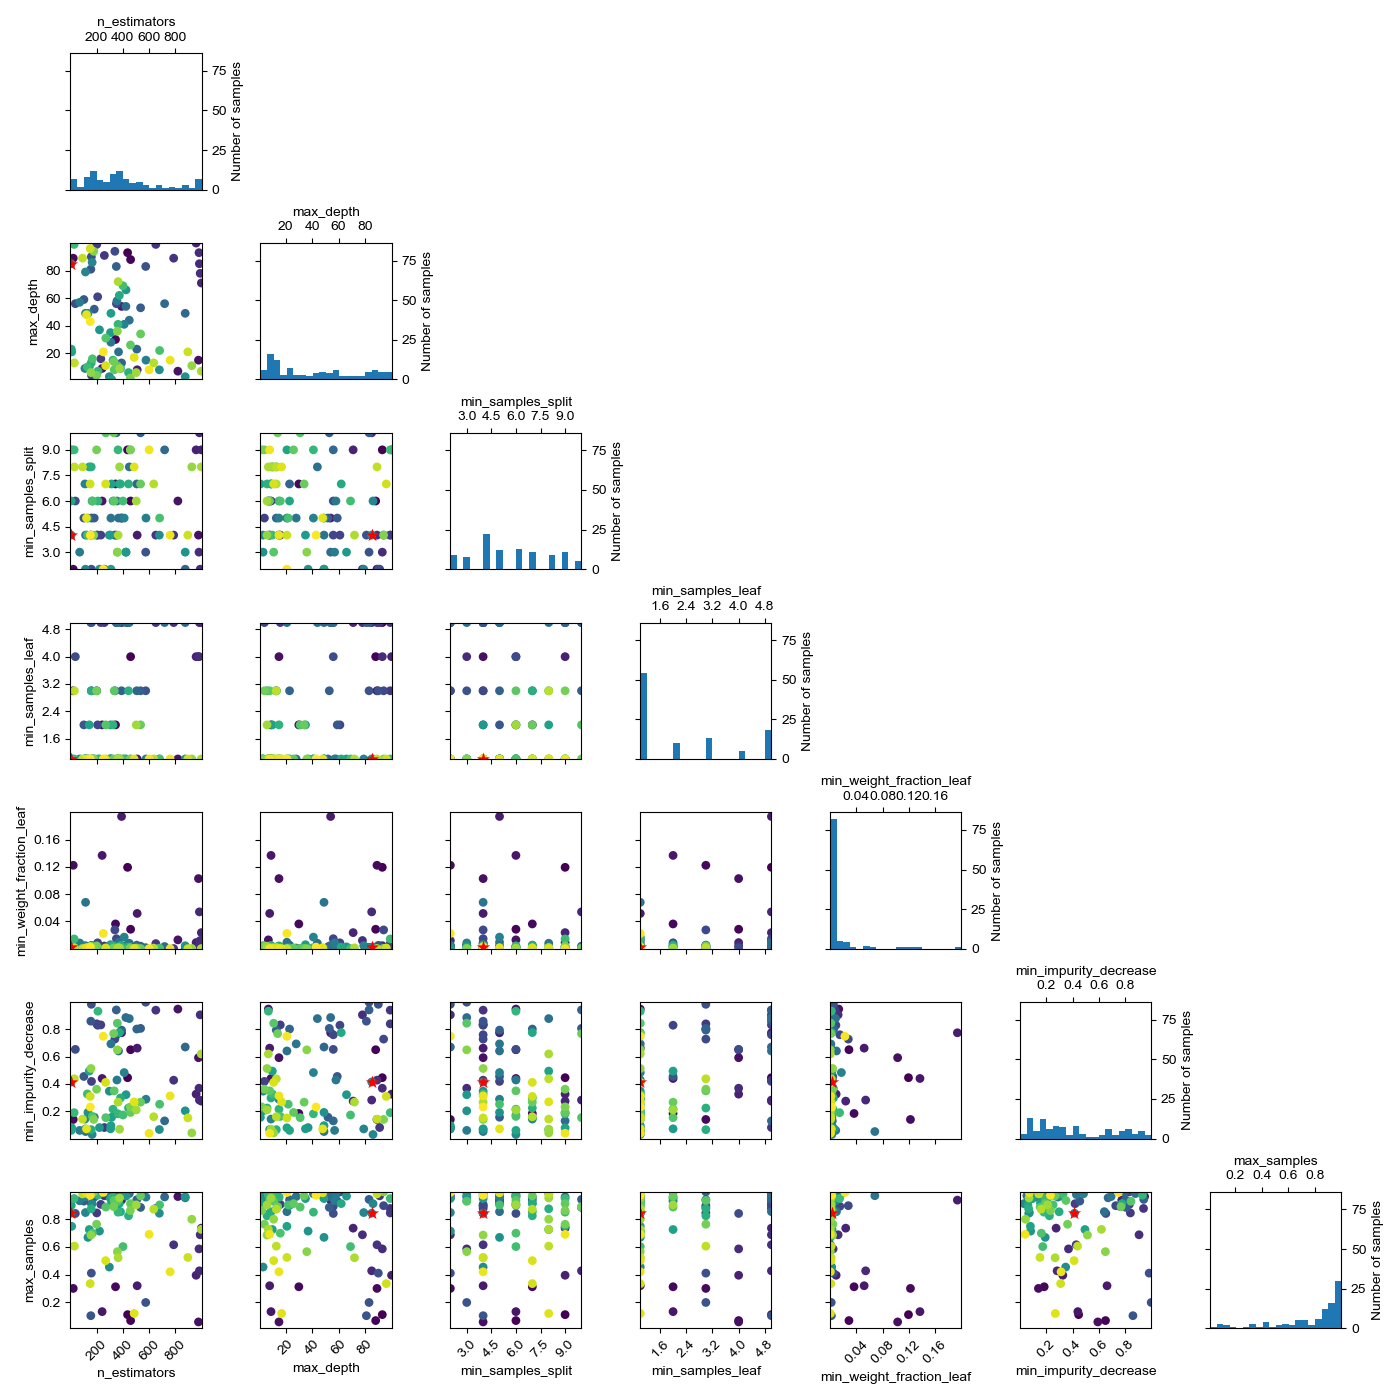 n_estimators
200 400 600 800
75
50
25
0
Number of samples
max_depth
20 40 60 80
75
50
25
0
Number of samples
80
60
40
20
max_depth
min_samples_split
3.0 4.5 6.0 7.5 9.0
75
50
25
0
Number of samples
9.0
7.5
6.0
4.5
3.0
min_samples_split
min_samples_leaf
1.6 2.4 3.2 4.0 4.8
75
50
25
0
Number of samples
4.8
4.0
3.2
2.4
1.6
min_samples_leaf
min_weight_fraction_leaf
0.04 0.08 0.12 0.16
75
50
25
0
Number of samples
0.16
0.12
0.08
0.04
min_weight_fraction_leaf
min_impurity_decrease
0.2 0.4 0.6 0.8
75
50
25
0
Number of samples
0.8
0.6
0.4
0.2
min_impurity_decrease
max_samples
0.2 0.4 0.6 0.8
75
50
25
0
Number of samples
0.8
0.6
0.4
0.2
max_samples
200 400 600 800
n_estimators
20 40 60 80
max_depth
3.0 4.5 6.0 7.5 9.0
min_samples_split
1.6 2.4 3.2 4.0 4.8
min_samples_leaf
0.04 0.08 0.12 0.16
min_weight_fraction_leaf
0.2 0.4 0.6 0.8
min_impurity_decrease